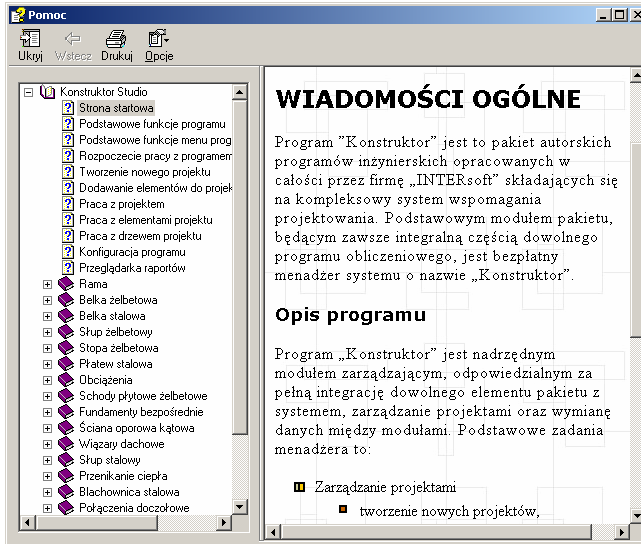 Pomoc
Ukryj Wstecz Drukuj Opcje
Konstruktor Studio
Strona startowa
Podstawowe funkcje programu
Podstawowe funkcje menu prog
Rozpoczecie pracy z programem
Tworzenie nowego projektu
Dodawanie elementów do projek
Praca z projektem
Praca z elementami projektu
Praca z drzewem projektu
Konfiguracja programu
Przeglądarka raportów
Rama
Belka żelbetowa
Belka stalowa
Słup żelbetowy
Stopa żelbetowa
Płatew stalowa
Obciążenia
Schody płytowe żelbetowe
Fundamenty bezpośrednie
Ściana oporowa kątowa
Wiązary dachowe
Słup stalowy
Przenikanie ciepła
Blachownica stalowa
Połączenia doczołowe
WIADOMOŚCI OGÓLNE
Program ”Konstruktor” jest to pakiet autorskich
programów inżynierskich opracowanych w
całości przez firmę „INTERsoft” składających się
na kompleksowy system wspomagania
projektowania. Podstawowym modułem pakietu,
będącym zawsze integralną częścią dowolnego
programu obliczeniowego, jest bezpłatny
menadżer systemu o nazwie „Konstruktor”.
Opis programu
Program „Konstruktor” jest nadrzędnym
modułem zarządzającym, odpowiedzialnym za
pełną integrację dowolnego elementu pakietu z
systemem, zarządzanie projektami oraz wymianę
danych między modułami. Podstawowe zadania
menadżera to:
Zarządzanie projektami
tworzenie nowych projektów,